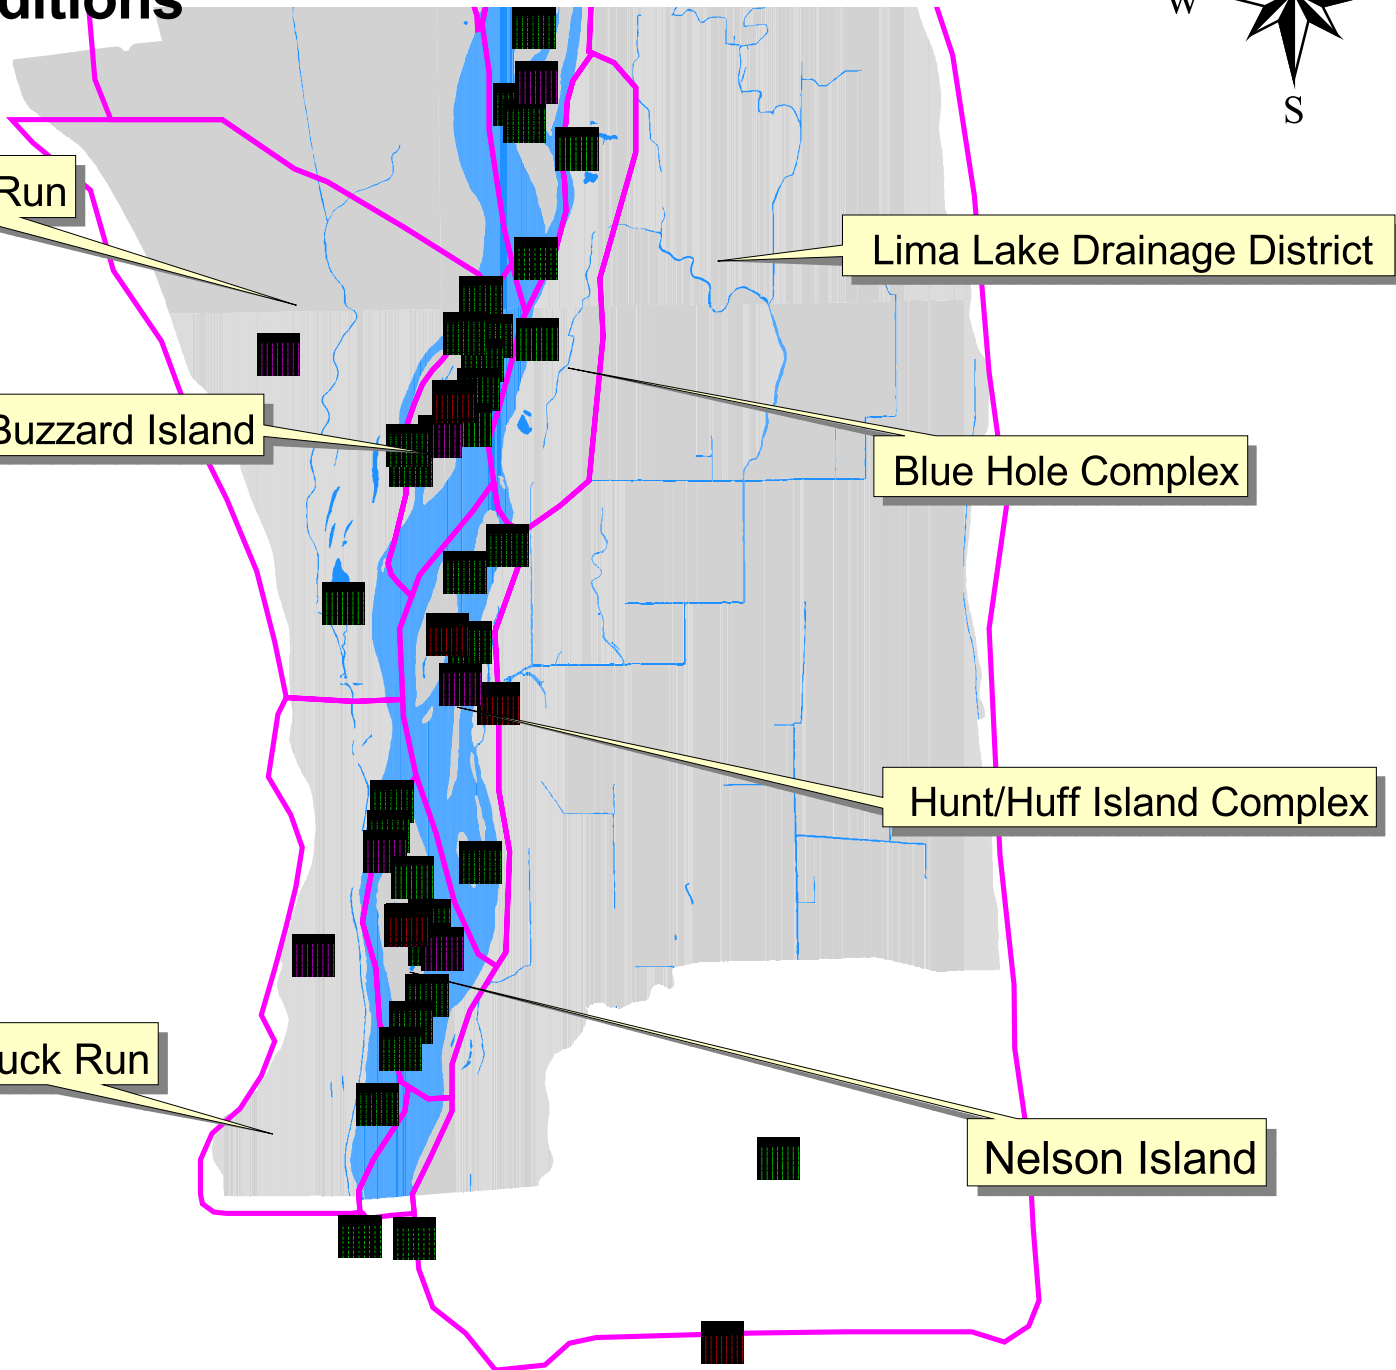 ditions
W
S
Run
Lima Lake Drainage District
Buzzard Island
Blue Hole Complex
Hunt/Huff Island Complex
uck Run
Nelson Island